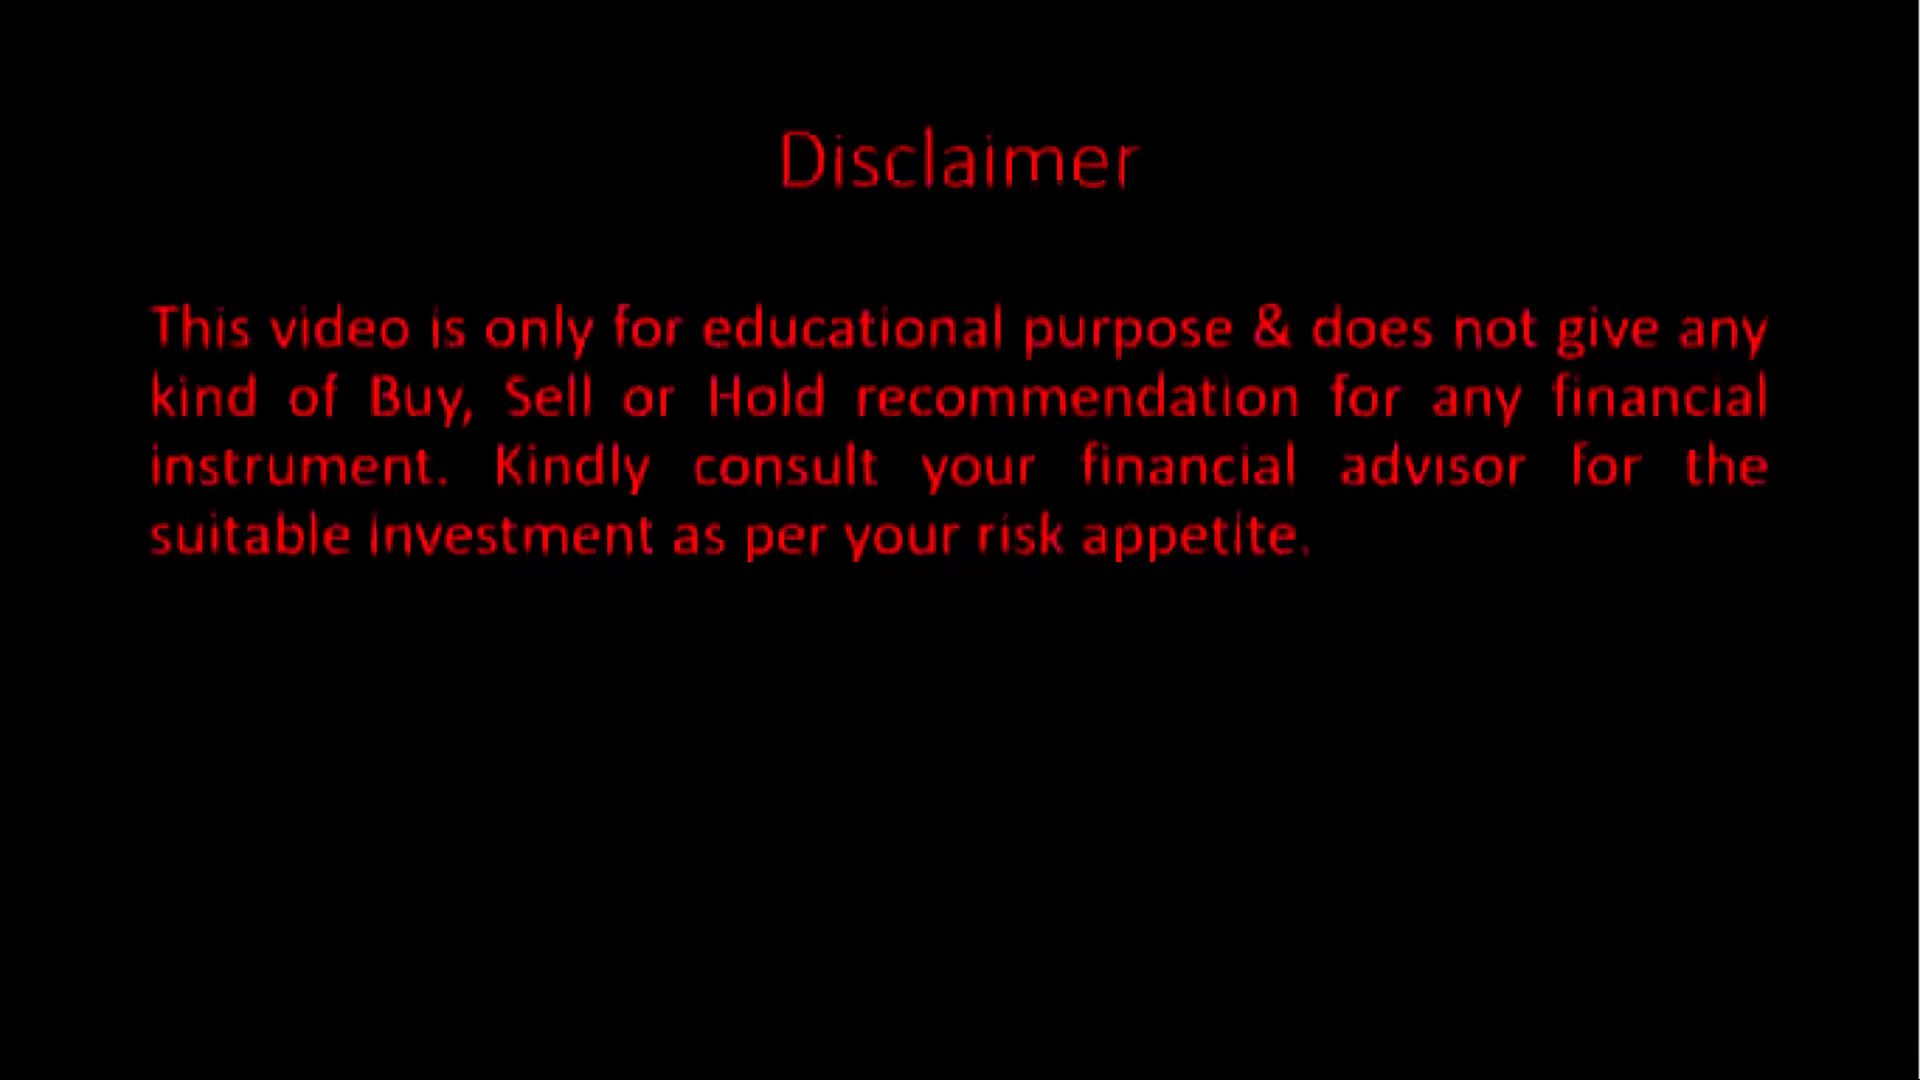 Disclaimer
This video is only for educational purpose & does not give any
kind of Buy, Sell or Hold recommendation for any financial
instrument. Kindly consult your financial advisor for the
suitable investment as per your risk appetite.